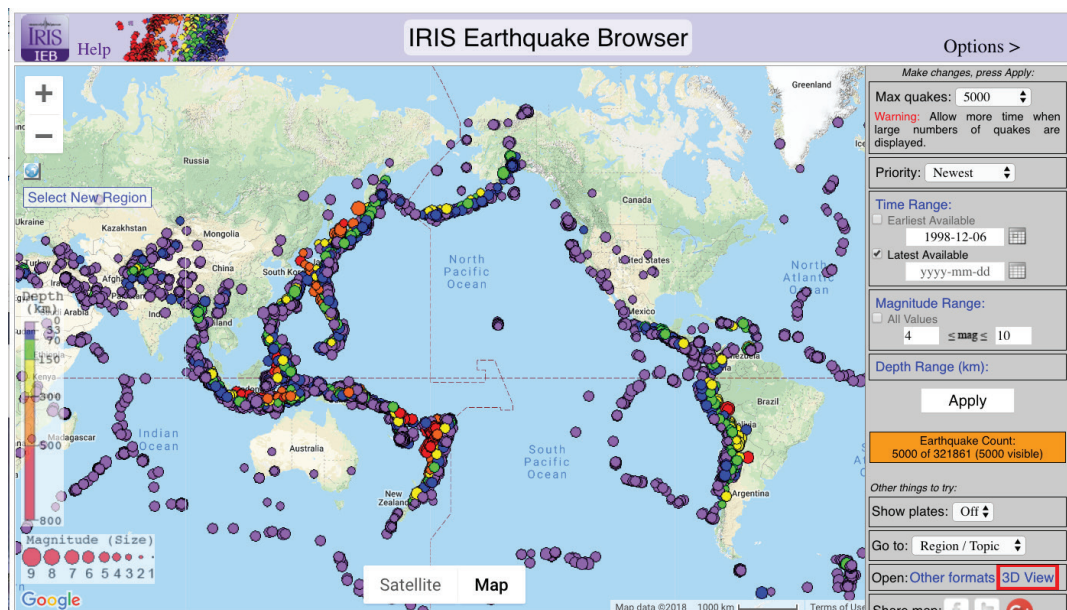 IRIS
IEB
Help
IRIS Earthquake Browser
Options >
+
−
Select New Region
Greenland
Russia
Canada
Ukraine
Kazakhstan
Mongolia
China
South Ko
United States
North
Pacific
Ocean
North
Atlantic
Ocean
Mexico
Venezuela
Brazil
Bolivia
Argentina
Arabia
Kenya
Madagascar
Indian
Ocean
Australia
South
Pacific
Ocean
New
Zealand
Depth
(km)
0
33
70
150
300
500
800
Magnitude (Size)
9 8 7 6 5 4 3 2 1
Google
Satellite
Map
Map data ©2018
1000 km
Terms of Use
Make changes, press Apply:
Max quakes: 5000
Warning: Allow more time when
large numbers of quakes are
displayed.
Priority: Newest
Time Range:
Earliest Available
1998-12-06
Latest Available
yyyy-mm-dd
Magnitude Range:
All Values
4 ≤ mag ≤ 10
Depth Range (km):
Apply
Earthquake Count:
5000 of 321861 (5000 visible)
Other things to try:
Show plates: Off
Go to: Region / Topic
Open: Other formats 3D View
Share map: